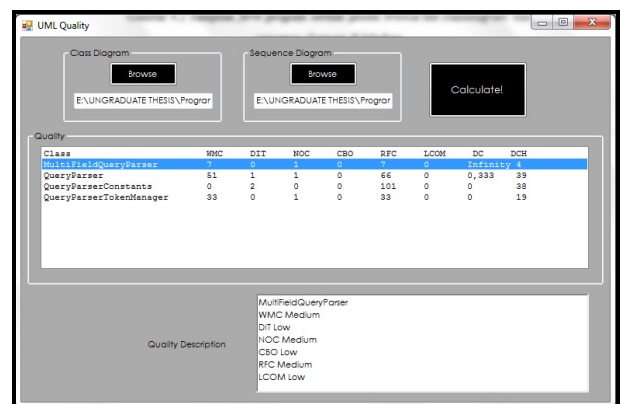 UML Quality
Class Diagram
Sequence Diagram
Browse
Browse
Calculate!
E:\UNGRADUATE THESIS\Prograr
E:\UNGRADUATE THESIS\Prograr
Quality
Class WMC DIT NOC CBO RFC LCOM DC DCH
MultiFieldQueryParser 7 0 1 0 7 0 Infinity 4
QueryParser 51 1 1 0 66 0 0,333 39
QueryParserConstants 0 2 0 0 101 0 0 38
QueryParserTokenManager 33 0 1 0 33 0 0 19
Quality Description
MultiFieldQueryParser
WMC Medium
DIT Low
NOC Medium
CBO Low
RFC Medium
LCOM Low